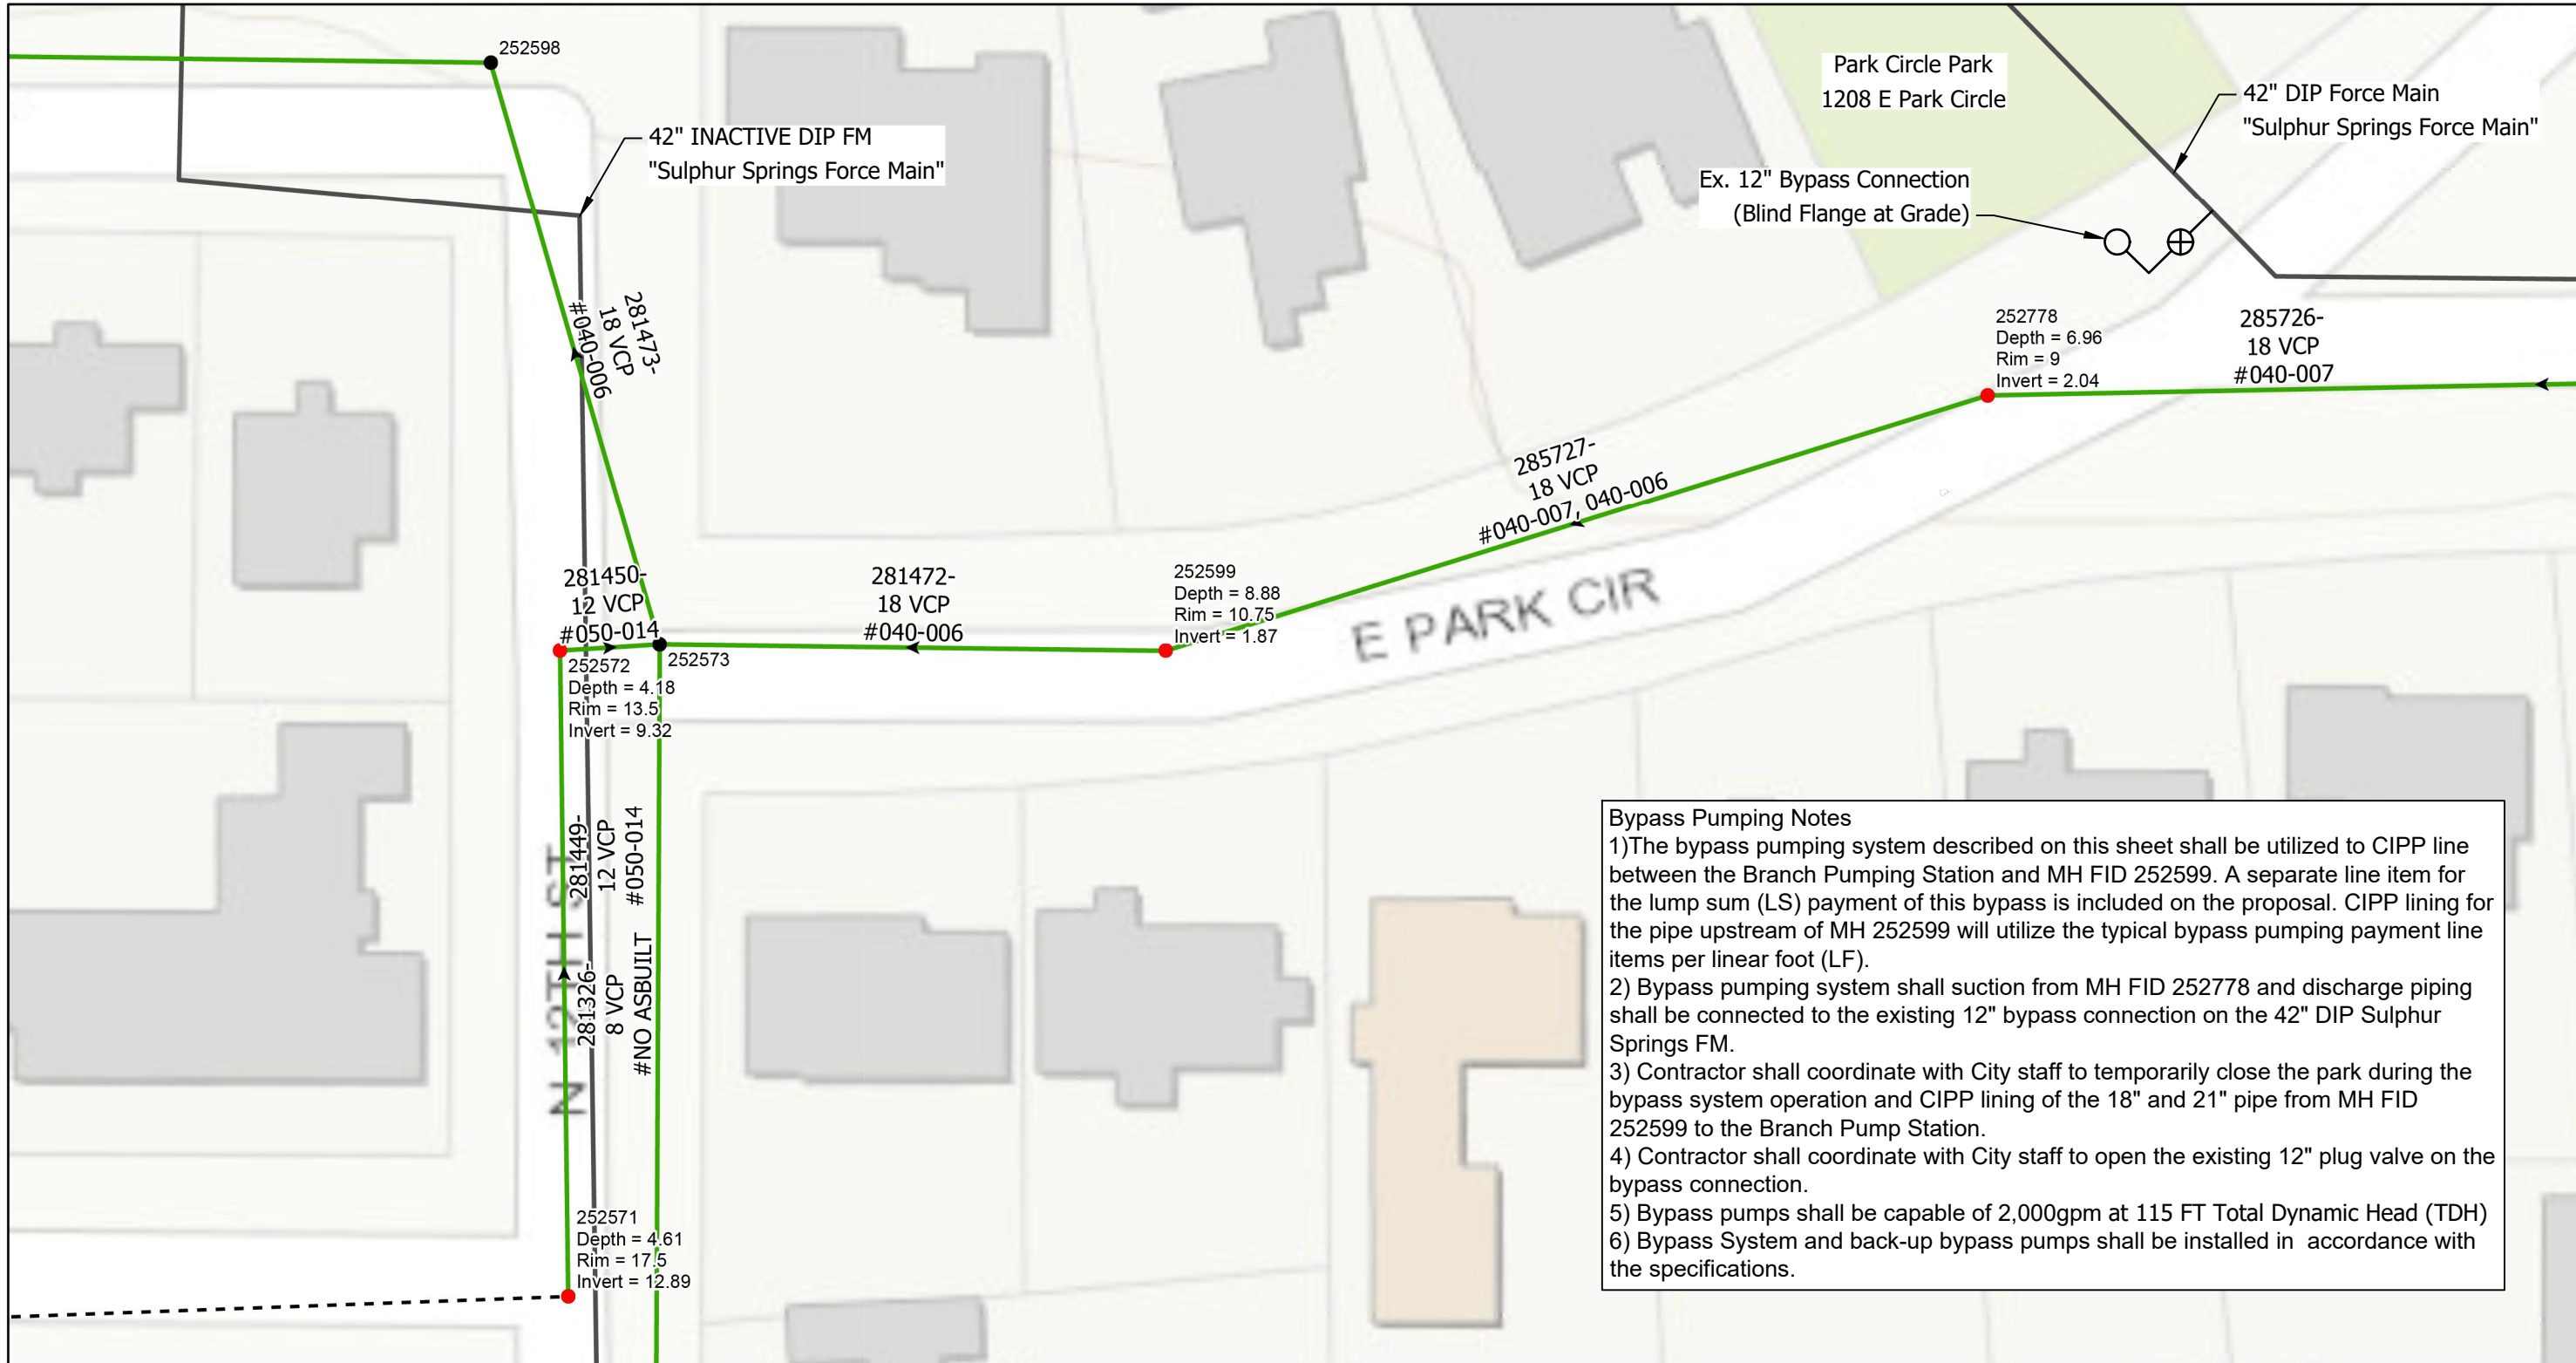 252598
42" INACTIVE DIP FM
"Sulphur Springs Force Main"
Park Circle Park
1208 E Park Circle
42" DIP Force Main
"Sulphur Springs Force Main"
Ex. 12" Bypass Connection
(Blind Flange at Grade)
281473-
18 VCP
#040-006
252778
Depth = 6.96
Rim = 9
Invert = 2.04
285726-
18 VCP
#040-007
285727-
18 VCP
#040-007, 040-006
281450-
12 VCP
#050-014
281472-
18 VCP
#040-006
252599
Depth = 8.88
Rim = 10.75
Invert = 1.87
E PARK CIR
252573
252572
Depth = 4.18
Rim = 13.5
Invert = 9.32
281449-
12 VCP
#050-014
N 12TH ST
281326-
8 VCP
#NO ASBUILT
252571
Depth = 4.61
Rim = 17.5
Invert = 12.89
Bypass Pumping Notes
1)The bypass pumping system described on this sheet shall be utilized to CIPP line
between the Branch Pumping Station and MH FID 252599. A separate line item for
the lump sum (LS) payment of this bypass is included on the proposal. CIPP lining for
the pipe upstream of MH 252599 will utilize the typical bypass pumping payment line
items per linear foot (LF).
2) Bypass pumping system shall suction from MH FID 252778 and discharge piping
shall be connected to the existing 12" bypass connection on the 42" DIP Sulphur
Springs FM.
3) Contractor shall coordinate with City staff to temporarily close the park during the
bypass system operation and CIPP lining of the 18" and 21" pipe from MH FID
252599 to the Branch Pump Station.
4) Contractor shall coordinate with City staff to open the existing 12" plug valve on the
bypass connection.
5) Bypass pumps shall be capable of 2,000gpm at 115 FT Total Dynamic Head (TDH)
6) Bypass System and back-up bypass pumps shall be installed in  accordance with
the specifications.